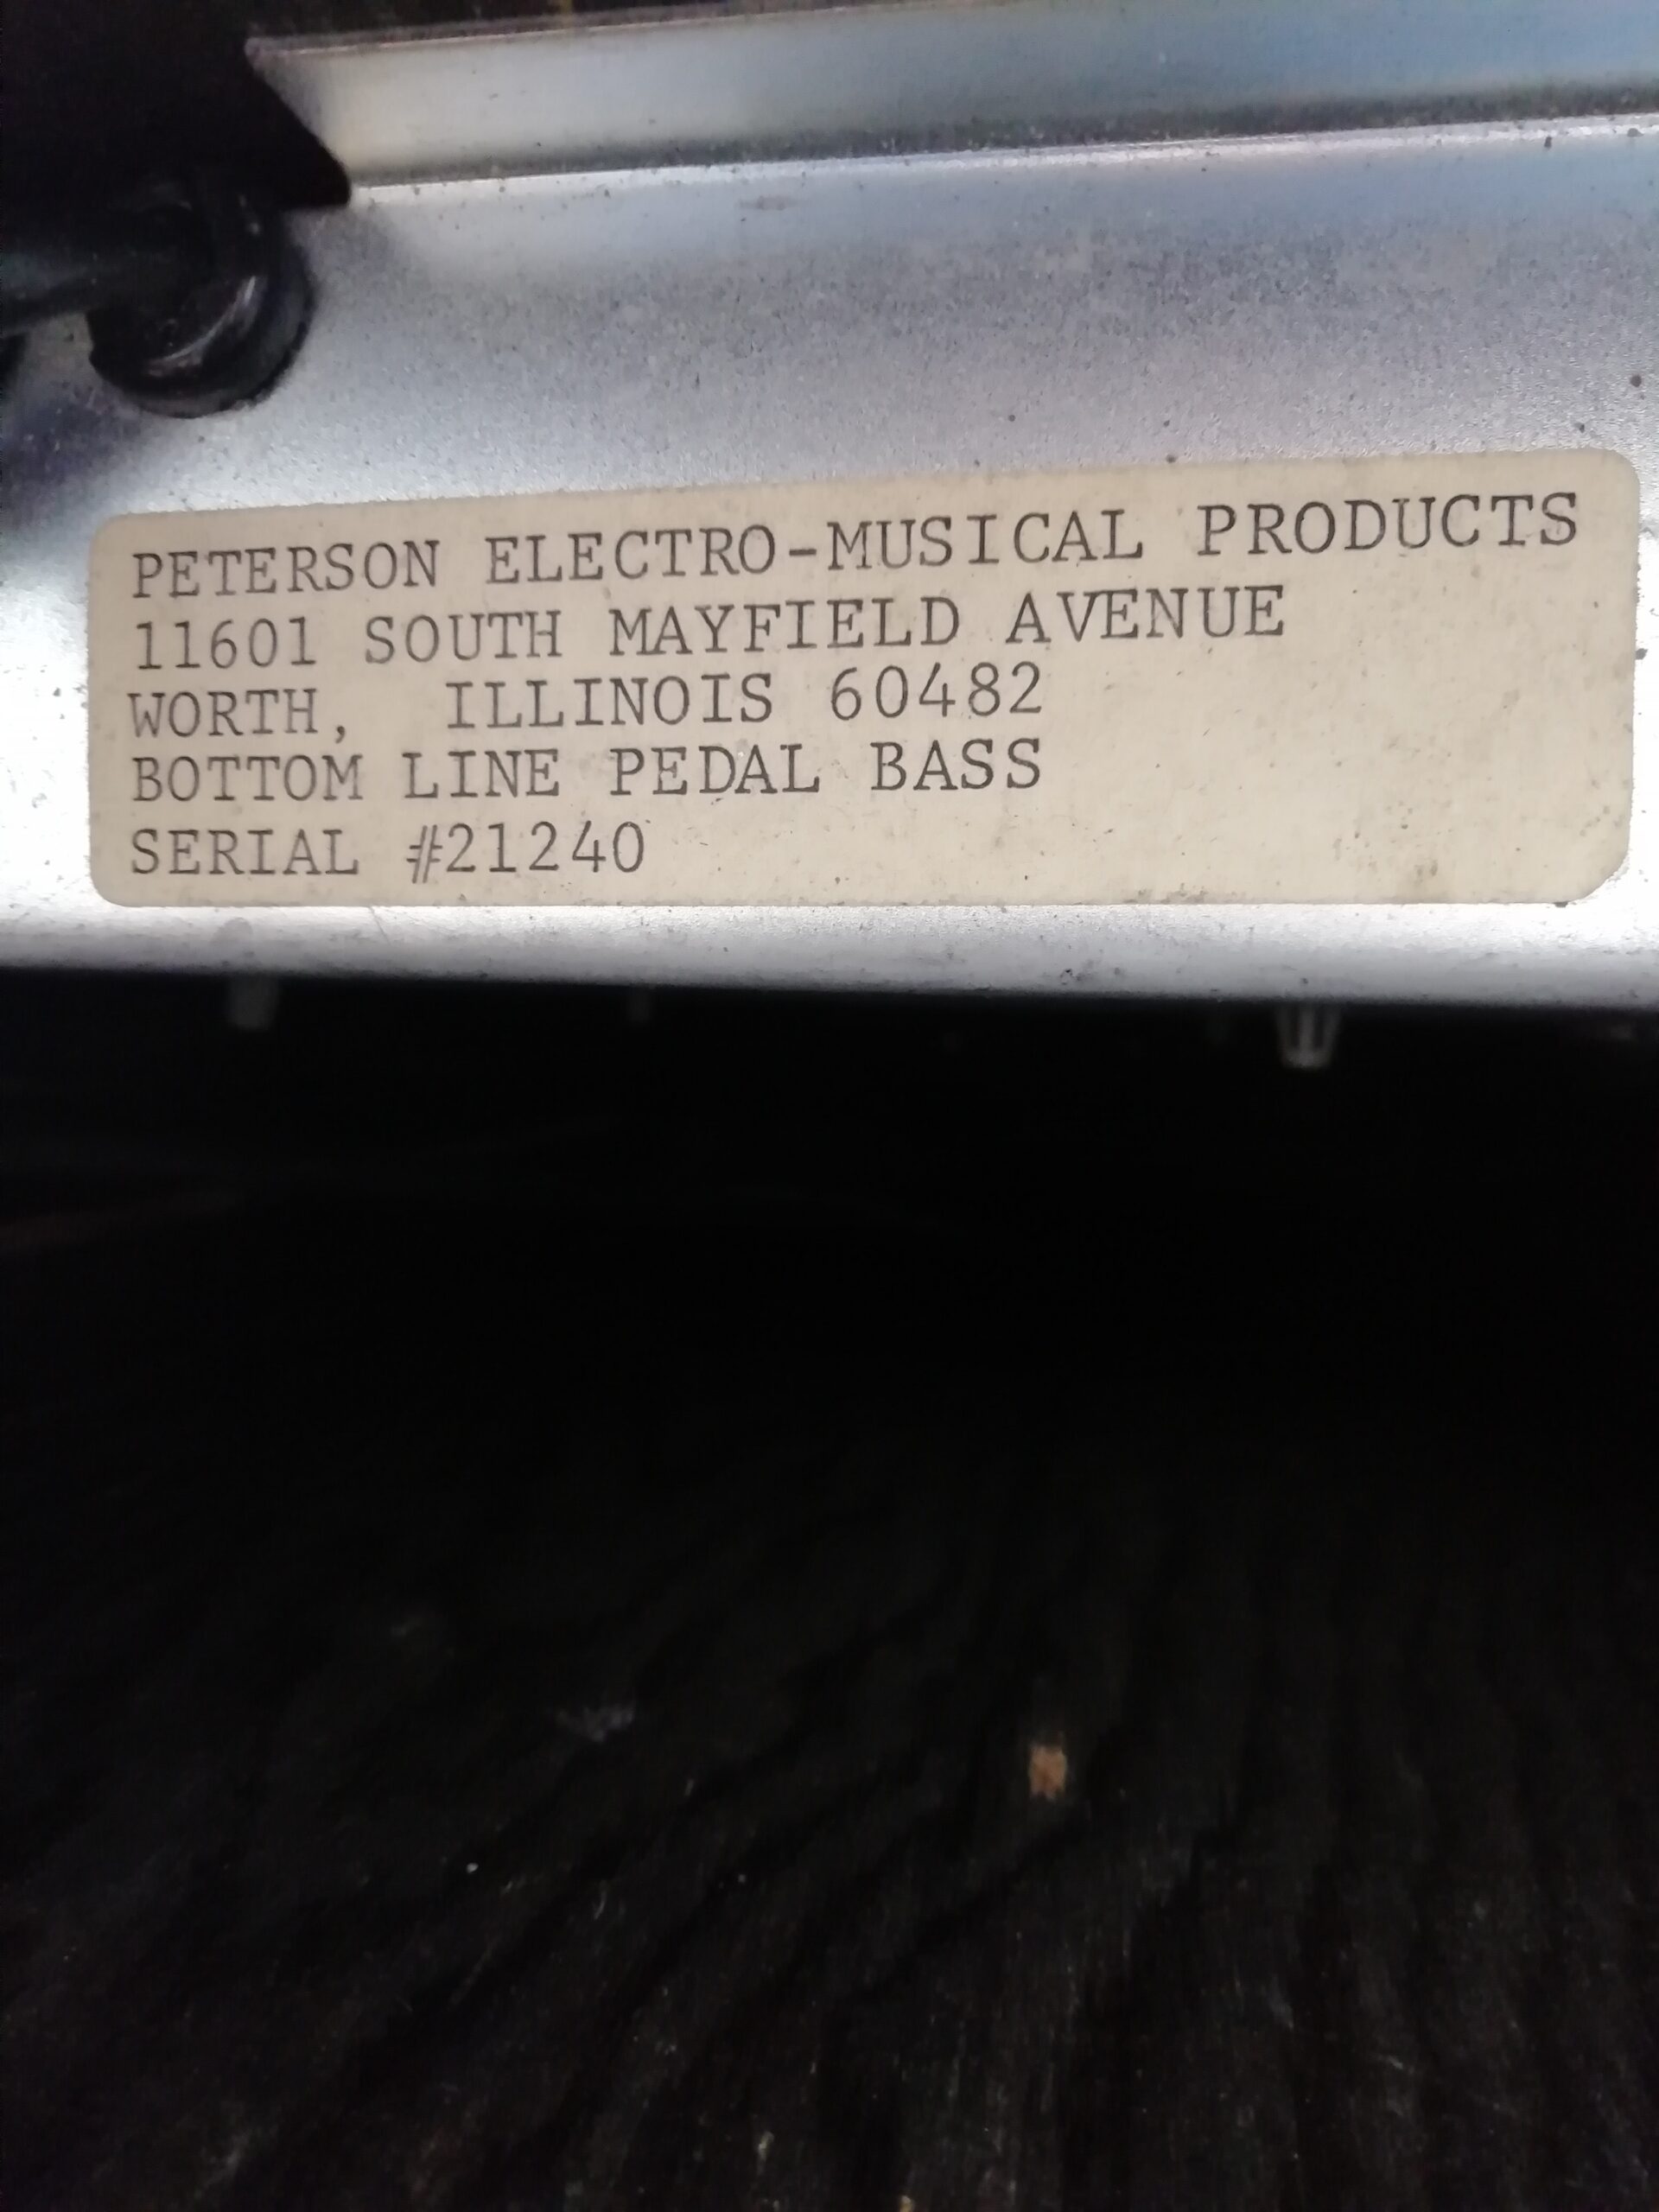 PETERSON ELECTRO-MUSICAL PRODUCTS
11601 SOUTH MAYFIELD AVENUE
WORTH, ILLINOIS 60482
BOTTOM LINE PEDAL BASS
SERIAL #21240